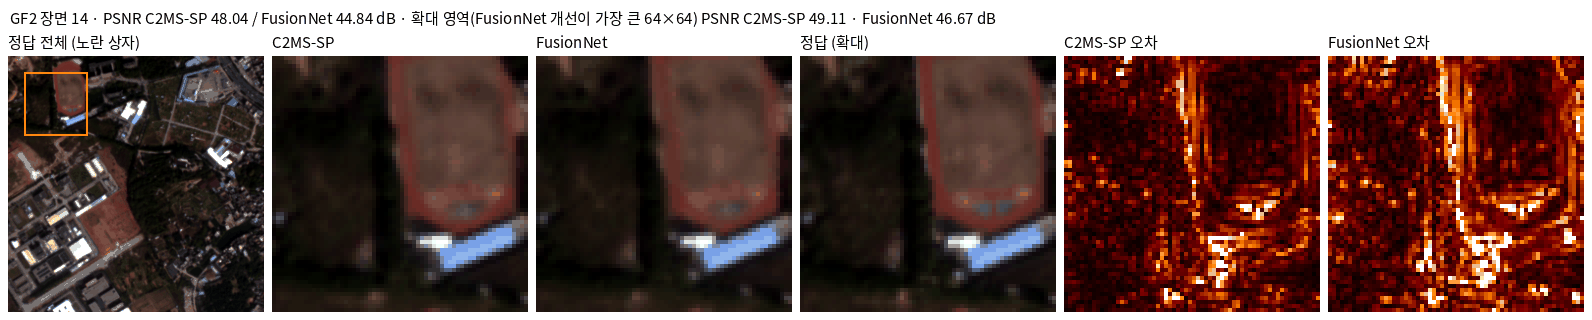 GF2 장면 14 · PSNR C2MS-SP 48.04 / FusionNet 44.84 dB · 확대 영역(FusionNet 개선이 가장 큰 64×64) PSNR C2MS-SP 49.11 · FusionNet 46.67 dB
정답 전체 (노란 상자)
C2MS-SP
FusionNet
정답 (확대)
C2MS-SP 오차
FusionNet 오차